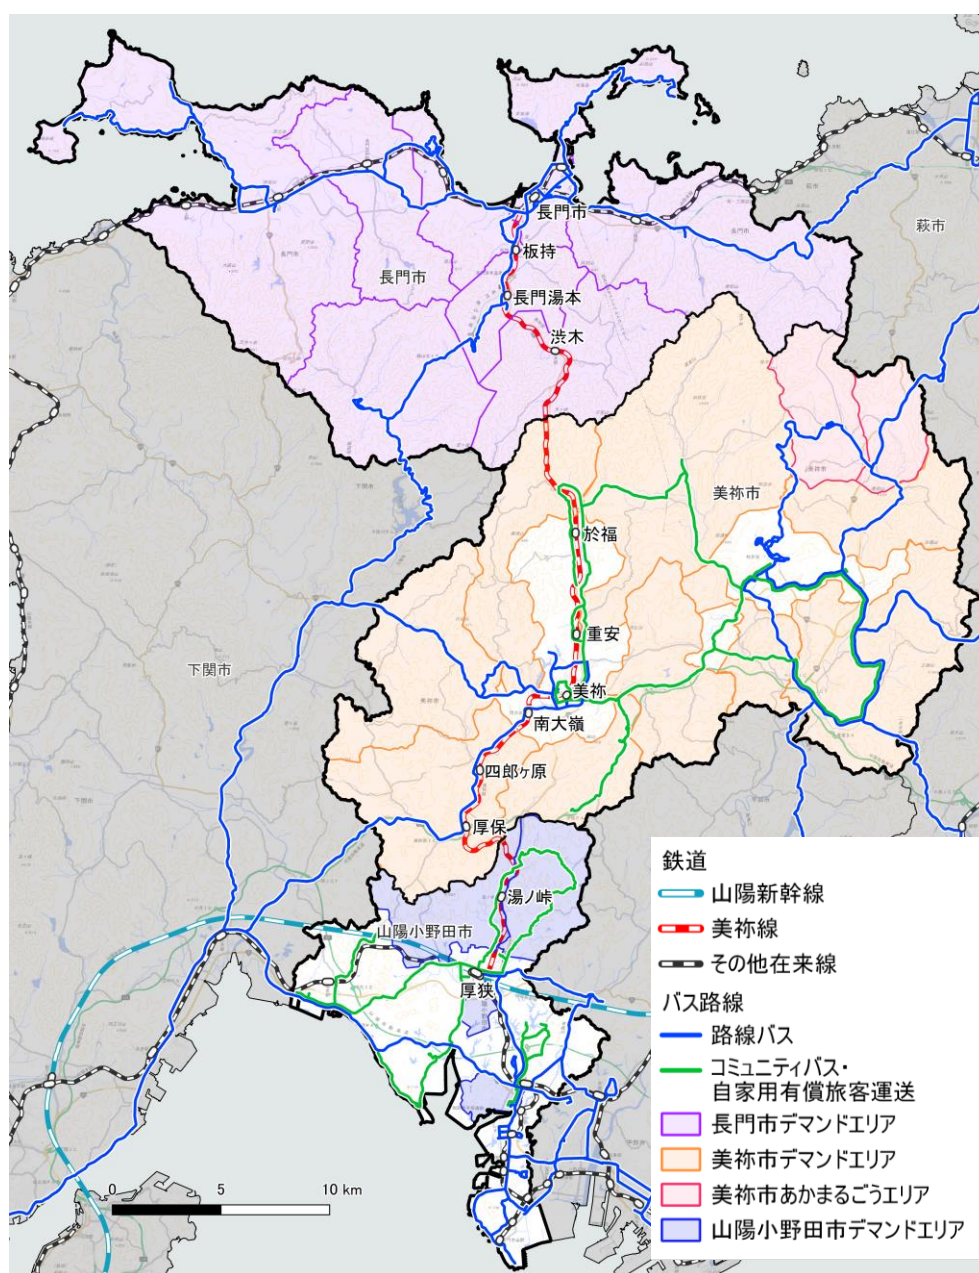 長門市
萩市
板持
長門市
長門湯本
渋木
下関市
美祢市
於福
重安
下関市
美祢
南大嶺
四郎ヶ原
厚保
湯ノ峠
山陽小野田市
厚狭
鉄道
山陽新幹線
美祢線
その他在来線
バス路線
路線バス
コミュニティバス・
自家用有償旅客運送
長門市デマンドエリア
美祢市デマンドエリア
美祢市あかまるごうエリア
山陽小野田市デマンドエリア
0 5 10 km